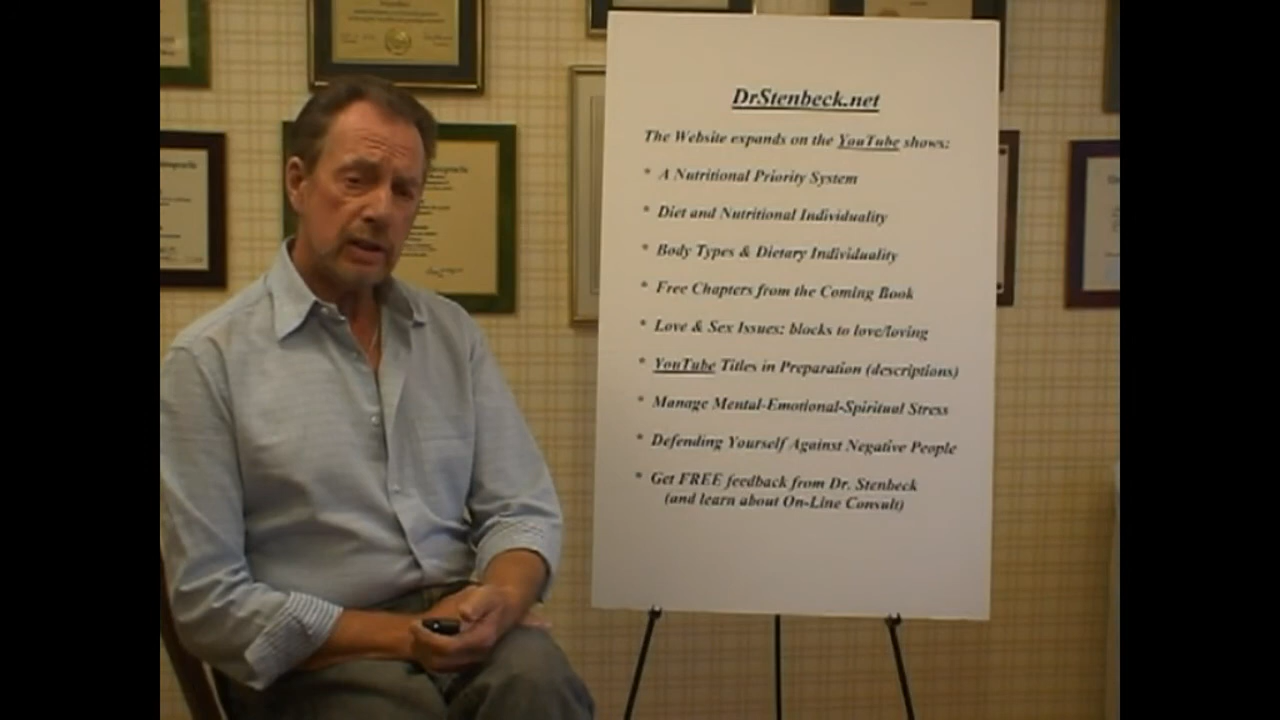 DrStenbeck.net
The Website expands on the YouTube shows:
* A Nutritional Priority System
* Diet and Nutritional Individuality
* Body Types & Dietary Individuality
* Free Chapters from the Coming Book
* Love & Sex Issues: blocks to love/loving
* YouTube Titles in Preparation (descriptions)
* Manage Mental-Emotional-Spiritual Stress
* Defending Yourself Against Negative People
* Get FREE feedback from Dr. Stenbeck
(and learn about On-Line Consult)